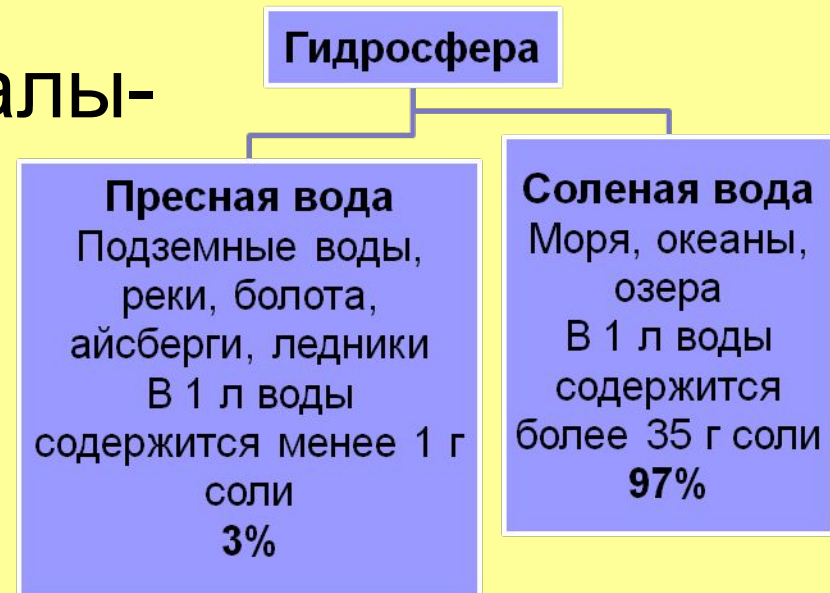 Гидросфера
алы-
Пресная вода
Подземные воды,
реки, болота,
айсберги, ледники
В 1 л воды
содержится менее 1 г
соли
3%
Соленая вода
Моря, океаны,
озера
В 1 л воды
содержится
более 35 г соли
97%